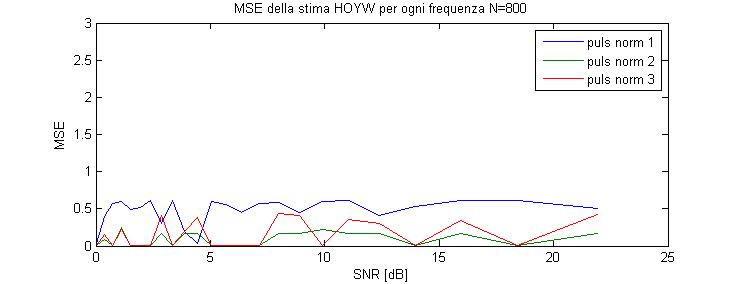 MSE della stima HOYW per ogni frequenza N=800
3
2.5
2
1.5
1
0.5
0
MSE
puls norm 1
puls norm 2
puls norm 3
0 5 10 15 20 25
SNR [dB]